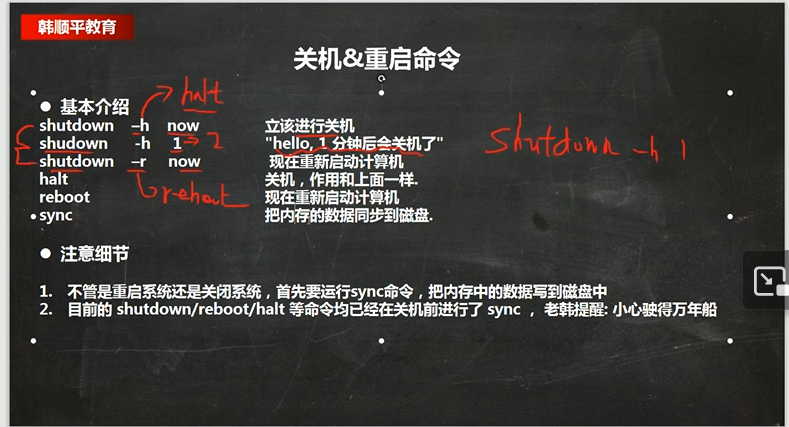 韩顺平教育
关机&重启命令
halt
● 基本介绍
shutdown –h now 立该进行关机
shudown -h 1 "hello, 1 分钟后会关机了"
2
shutdown -h 1
shutdown –r now 现在重新启动计算机
halt 关机，作用和上面一样.
reboot
reboot 现在重新启动计算机
sync 把内存的数据同步到磁盘.
● 注意细节
1. 不管是重启系统还是关闭系统，首先要运行sync命令，把内存中的数据写到磁盘中
2. 目前的 shutdown/reboot/halt 等命令均已经在关机前进行了 sync ， 老韩提醒: 小心驶得万年船